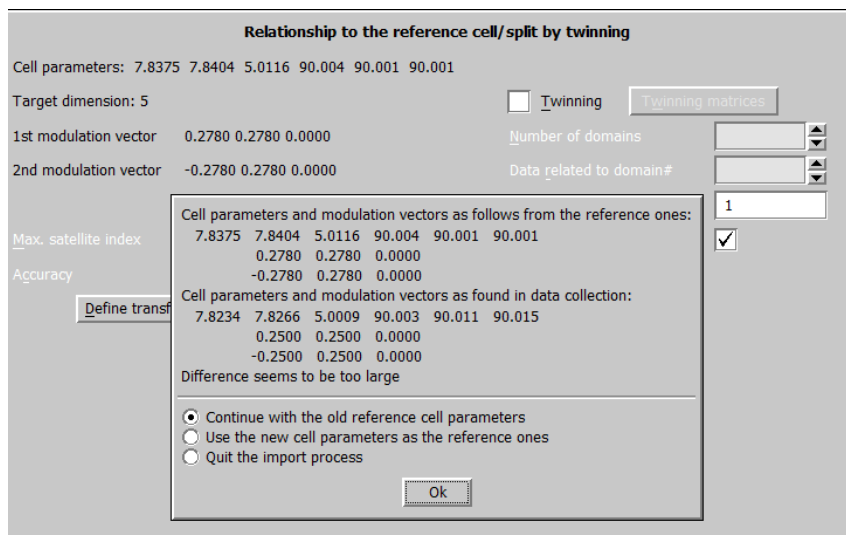 Relationship to the reference cell/split by twinning
Cell parameters: 7.8375 7.8404 5.0116 90.004 90.001 90.001
Target dimension: 5
Twinning
Twinning matrices
1st modulation vector 0.2780 0.2780 0.0000
Number of domains
2nd modulation vector -0.2780 0.2780 0.0000
Data related to domain#
1
Max. satellite index
Accuracy
Define transf
Cell parameters and modulation vectors as follows from the reference ones:
7.8375 7.8404 5.0116 90.004 90.001 90.001
0.2780 0.2780 0.0000
-0.2780 0.2780 0.0000
Cell parameters and modulation vectors as found in data collection:
7.8234 7.8266 5.0009 90.003 90.011 90.015
0.2500 0.2500 0.0000
-0.2500 0.2500 0.0000
Difference seems to be too large
Continue with the old reference cell parameters
Use the new cell parameters as the reference ones
Quit the import process
Ok